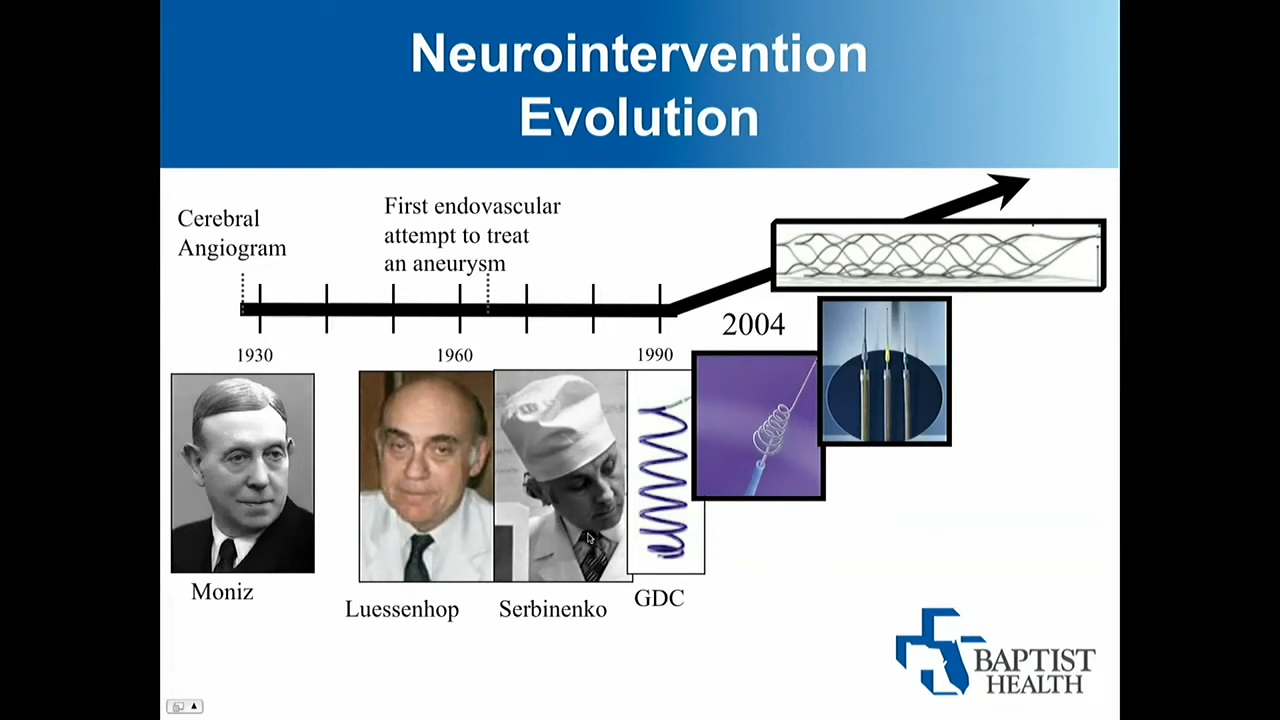 Neurointervention
Evolution
Cerebral
Angiogram
First endovascular
attempt to treat
an aneurysm
2004
1930
1960
1990
Moniz
Luessenhop
Serbinenko
GDC
BAPTIST
HEALTH